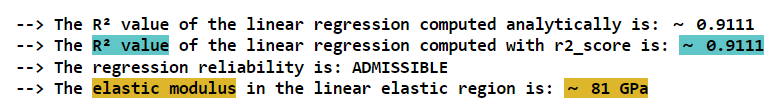 --> The R² value of the linear regression computed analytically is: ~ 0.9111
--> The R² value of the linear regression computed with r2_score is: ~ 0.9111
--> The regression reliability is: ADMISSIBLE
--> The elastic modulus in the linear elastic region is: ~ 81 GPa